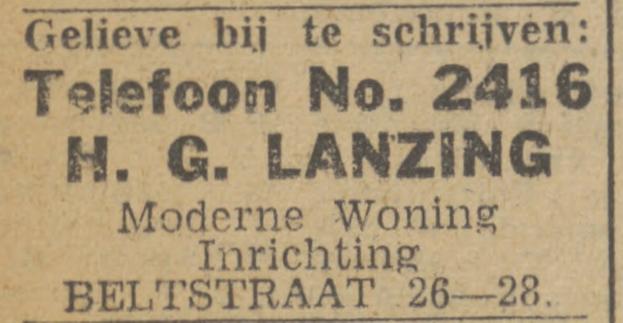 Gelieve bij te schrijven:
Telefoon No. 2416
H. G. LANZING
Moderne Woning
Inrichting
BELTSTRAAT 26—28.